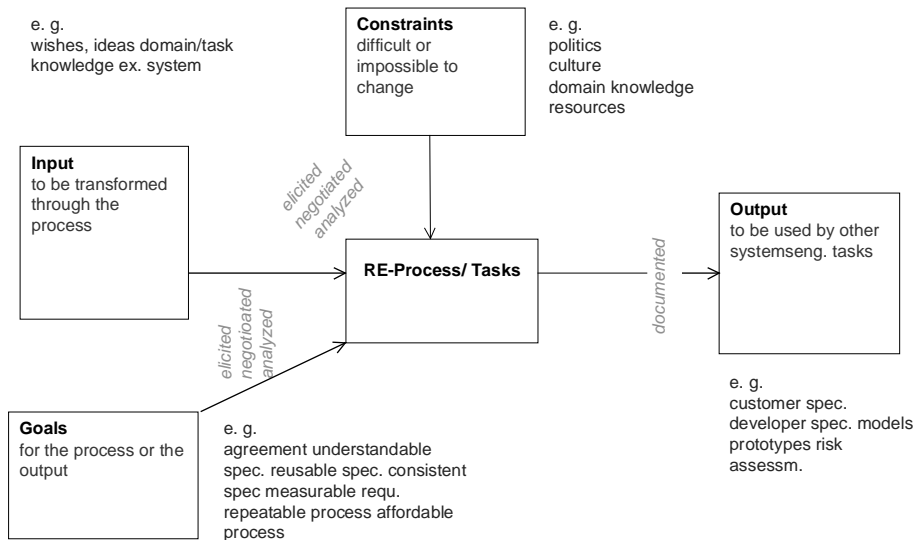 e. g.
wishes, ideas domain/task
knowledge ex. system
Constraints
difficult or
impossible to
change
e. g.
politics
culture
domain knowledge
resources
Input
to be transformed
through the
process
elicited
negotiated
analyzed
Output
to be used by other
systemseng. tasks
RE-Process/ Tasks
documented
elicited
negotioated
analyzed
Goals
for the process or the
output
e. g.
agreement understandable
spec. reusable spec. consistent
spec measurable requ.
repeatable process affordable
process
e. g.
customer spec.
developer spec. models
prototypes risk
assessm.